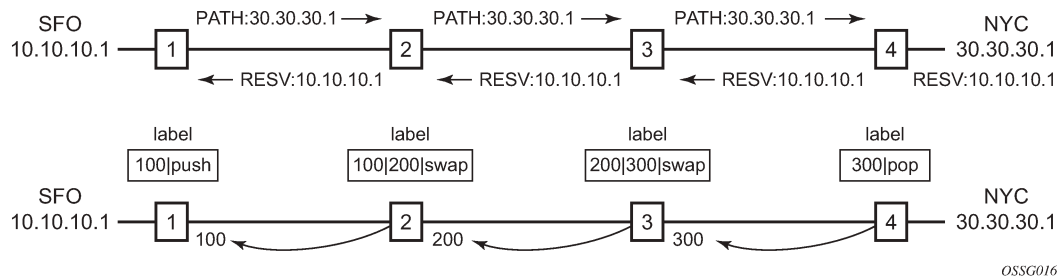 PATH:30.30.30.1 PATH:30.30.30.1 PATH:30.30.30.1
SFO NYC
10.10.10.1 1 2 3 4 30.30.30.1
RESV:10.10.10.1 RESV:10.10.10.1 RESV:10.10.10.1 RESV:10.10.10.1
label label label label
100|push 100|200|swap 200|300|swap 300|pop
SFO NYC
10.10.10.1 1 2 3 4 30.30.30.1
100 200 300
OSSG016